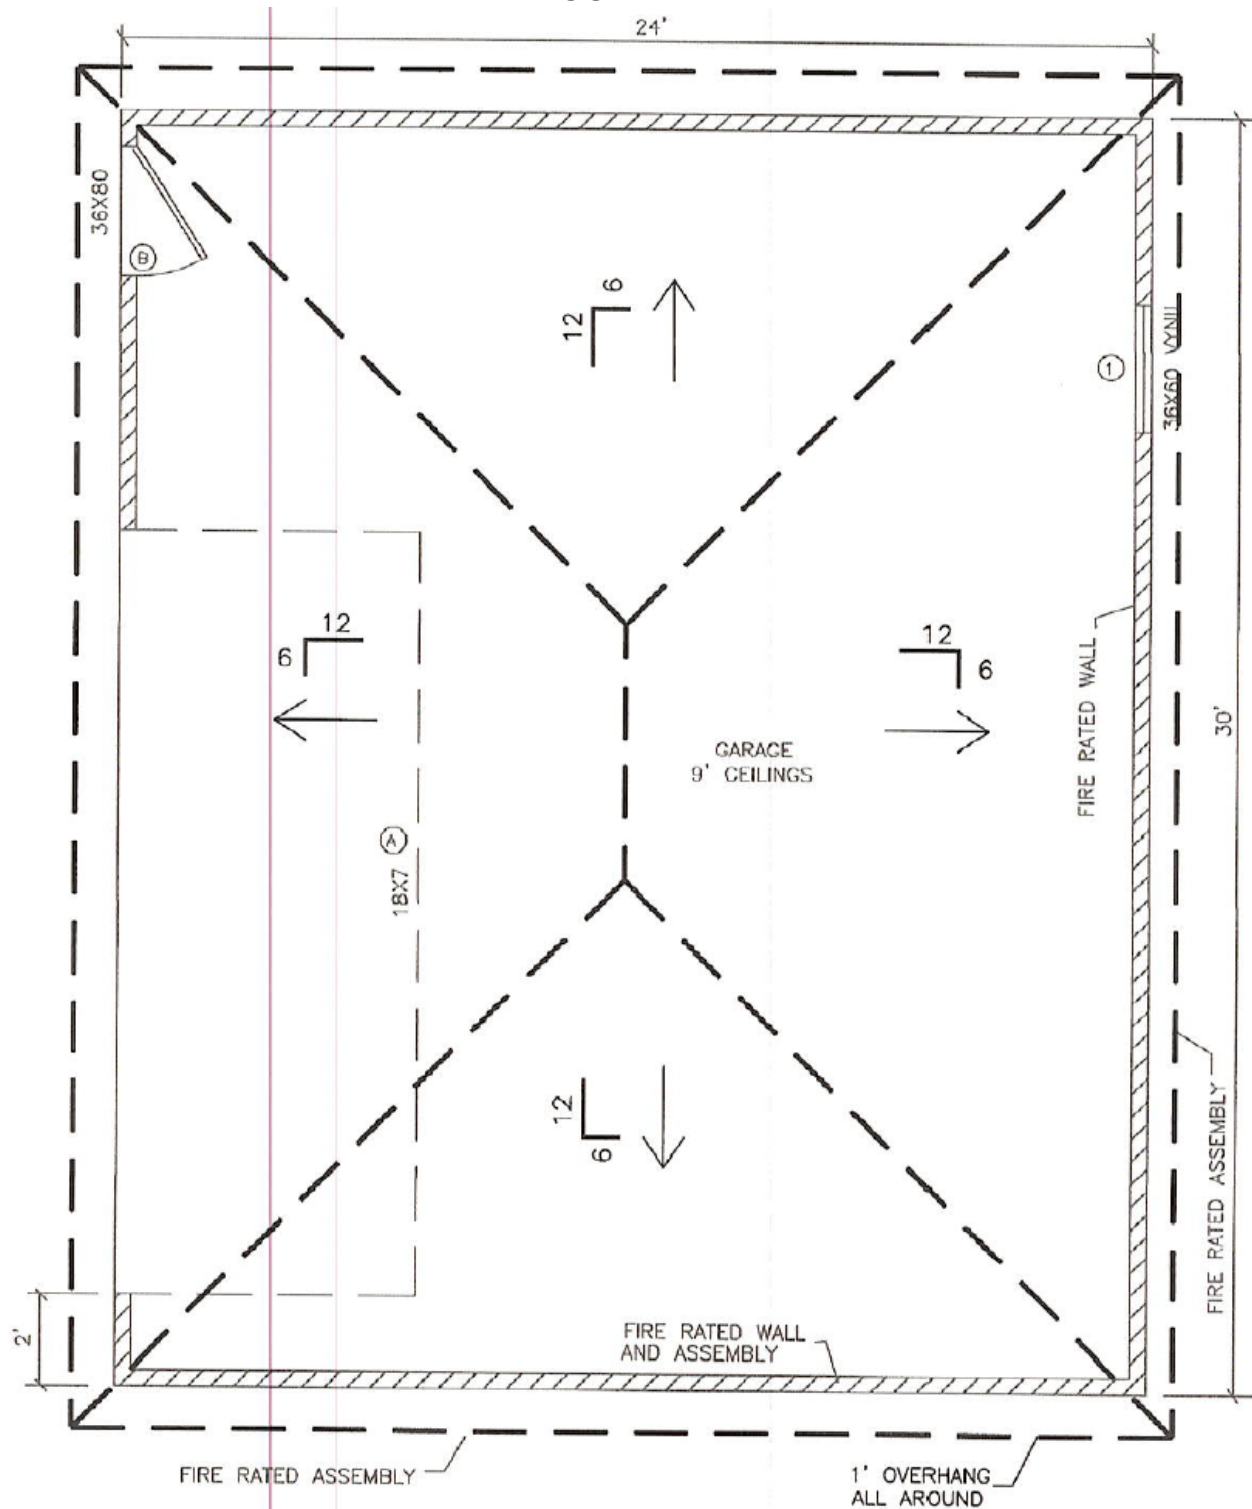 24'
36X80
B
6
12
1
36X60 VYNIL
12
6
12
6
GARAGE
9' CEILINGS
FIRE RATED WALL
30'
A
18X7
12
6
FIRE RATED ASSEMBLY
2'
FIRE RATED WALL
AND ASSEMBLY
FIRE RATED ASSEMBLY
1' OVERHANG
ALL AROUND